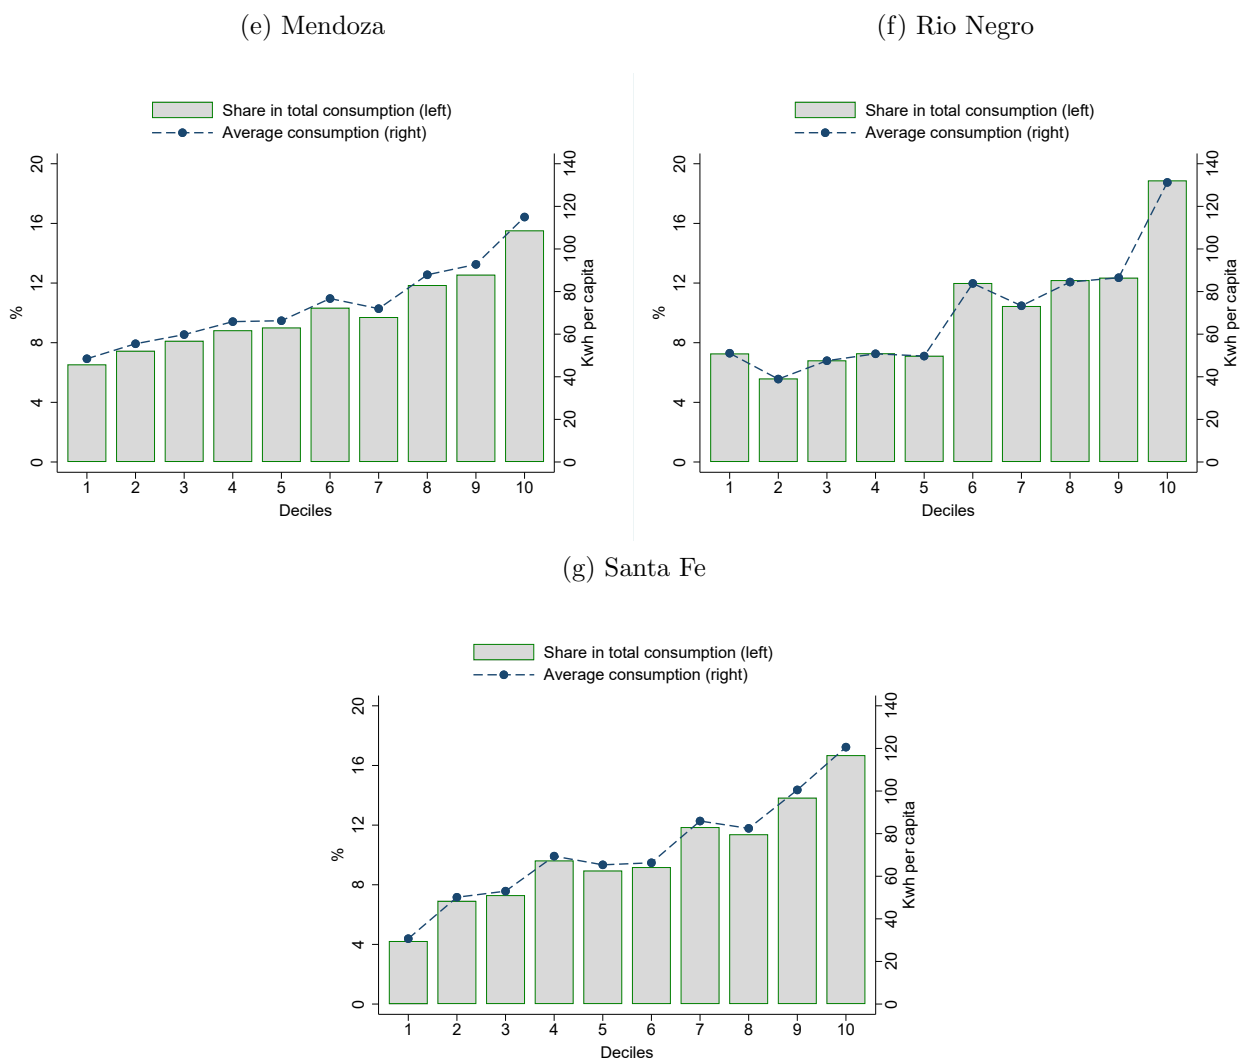 (e) Mendoza
Share in total consumption (left)
Average consumption (right)
20
16
12
8
4
0
%
140
120
100
80
60
40
20
0
Kwh per capita
1 2 3 4 5 6 7 8 9 10
Deciles
(f) Rio Negro
Share in total consumption (left)
Average consumption (right)
20
16
12
8
4
0
%
140
120
100
80
60
40
20
0
Kwh per capita
1 2 3 4 5 6 7 8 9 10
Deciles
(g) Santa Fe
Share in total consumption (left)
Average consumption (right)
20
16
12
8
4
0
%
140
120
100
80
60
40
20
0
Kwh per capita
1 2 3 4 5 6 7 8 9 10
Deciles